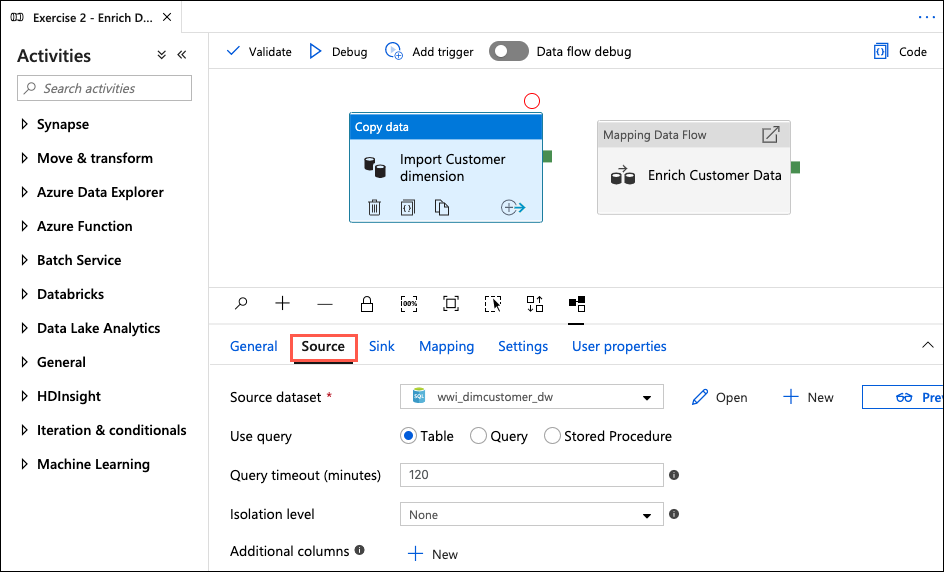 Exercise 2 - Enrich D...
Activities
Search activities
Synapse
Move & transform
Azure Data Explorer
Azure Function
Batch Service
Databricks
Data Lake Analytics
General
HDInsight
Iteration & conditionals
Machine Learning
Validate
Debug
Add trigger
Data flow debug
Code
Copy data
Import Customer
dimension
Mapping Data Flow
Enrich Customer Data
100%
General
Source
Sink
Mapping
Settings
User properties
Source dataset *
SQL
wwi_dimcustomer_dw
Open
New
Prev
Use query
Table
Query
Stored Procedure
Query timeout (minutes)
120
Isolation level
None
Additional columns
New